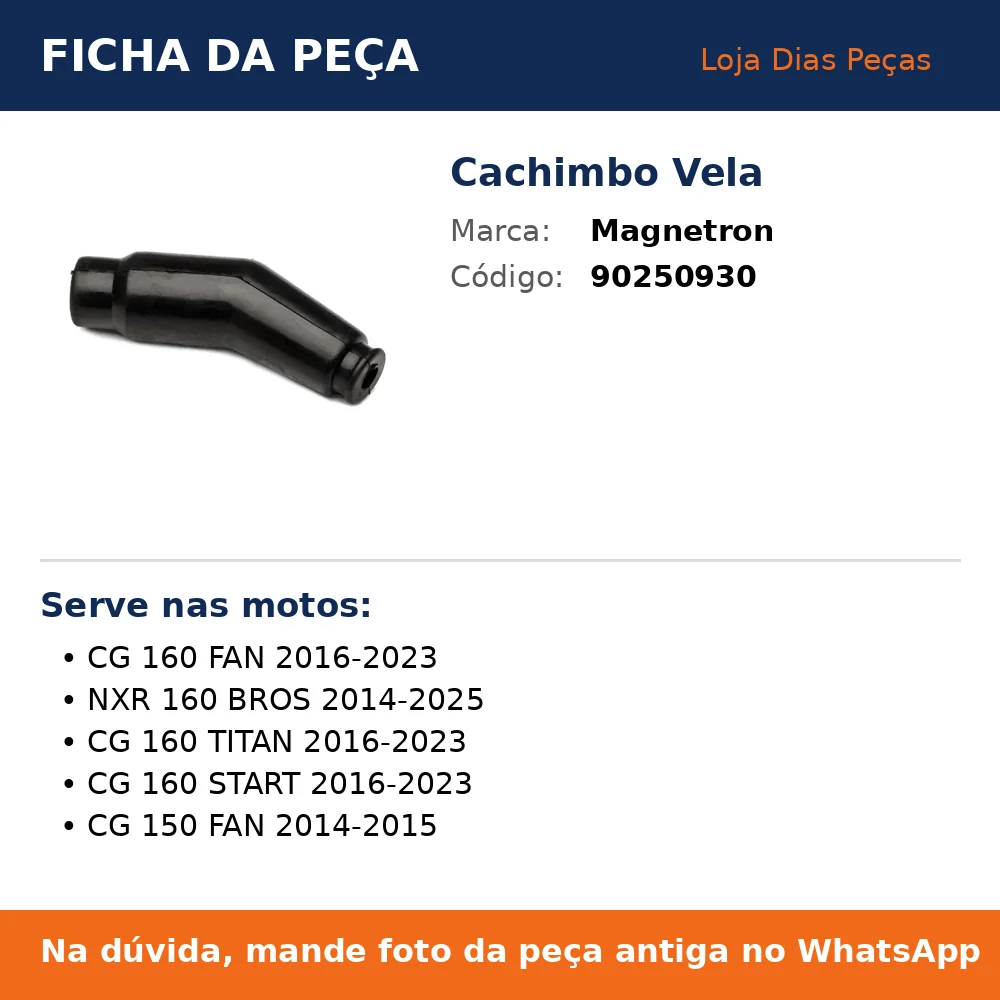 FICHA DA PEÇA
Loja Dias Peças
Cachimbo Vela
Marca: Magnetron
Código: 90250930
Serve nas motos:
• CG 160 FAN 2016-2023
• NXR 160 BROS 2014-2025
• CG 160 TITAN 2016-2023
• CG 160 START 2016-2023
• CG 150 FAN 2014-2015
Na dúvida, mande foto da peça antiga no WhatsApp